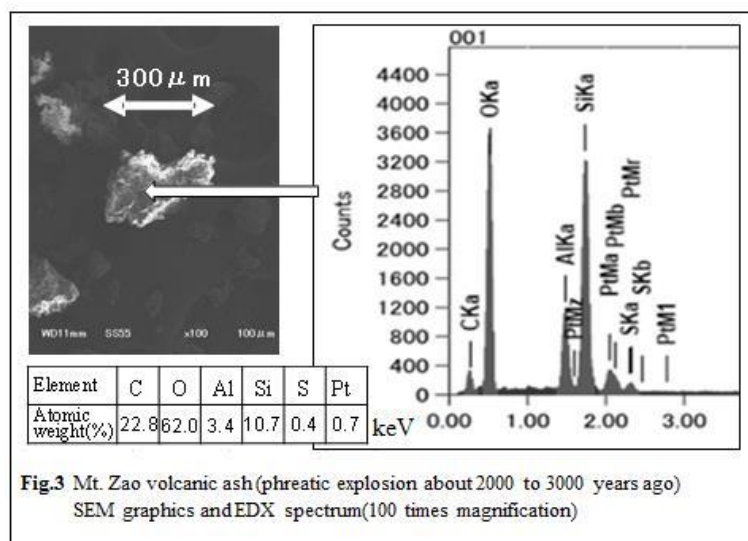 300μm
WD11mm SS55 x100 100μm
001
4400
4000
3600
3200
2800
2400
2000
1600
1200
800
400
0
Counts
CKa
OKa
AlKa
PtMz
SiKa
PtMa
PtMb
PtMr
SKa
SKb
PtM1
0.00 1.00 2.00 3.00
keV
Element C O Al Si S Pt
Atomic weight(%) 22.8 62.0 3.4 10.7 0.4 0.7
Fig.3 Mt. Zao volcanic ash (phreatic explosion about 2000 to 3000 years ago)
SEM graphics and EDX spectrum(100 times magnification)